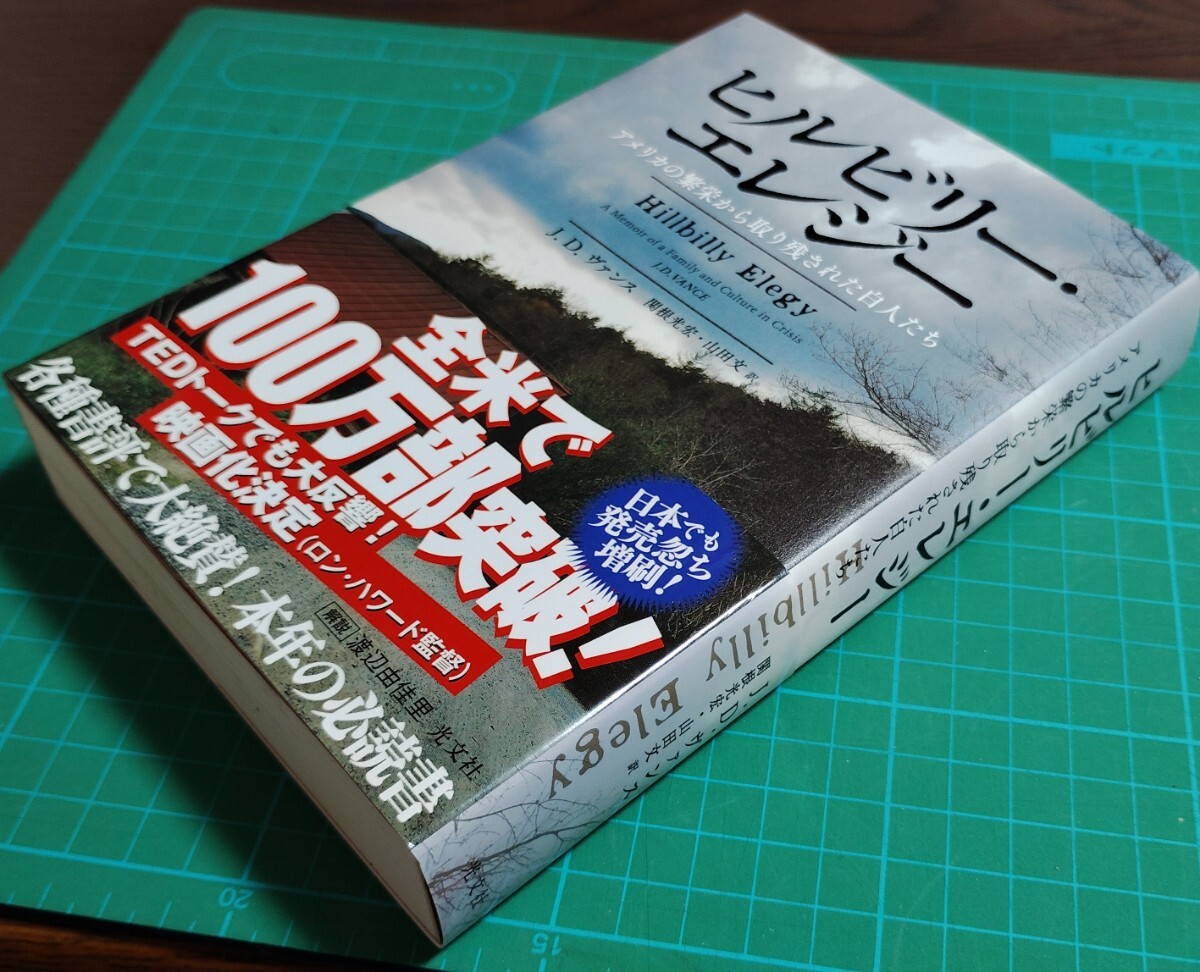 ヒルビリー・
エレジー
アメリカの繁栄から取り残された白人たち
Hillbilly Elegy
A Memoir of a Family and Culture in Crisis
J.D.VANCE
J.D.ヴァンス 関根光宏・山田文 訳
全米で
100万部突破!
TEDトークでも大反響!
映画化決定(ロン・ハワード監督)
各種書評で大絶賛! 本年の必読書
日本でも
発売忽ち
増刷!
解説 渡辺由佳里 光文社
ヒルビリー・エレジー
アメリカの繁栄から取り残された白人たち
Hillbilly Elegy
J.D.ヴァンス
関根光宏・山田文 訳
光文社
20
15